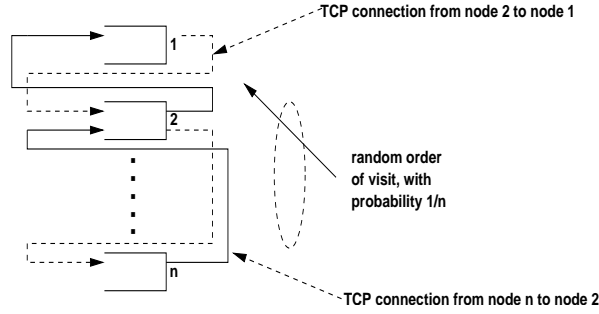 TCP connection from node 2 to node 1
1
2
random order
of visit, with
probability 1/n
n
TCP connection from node n to node 2